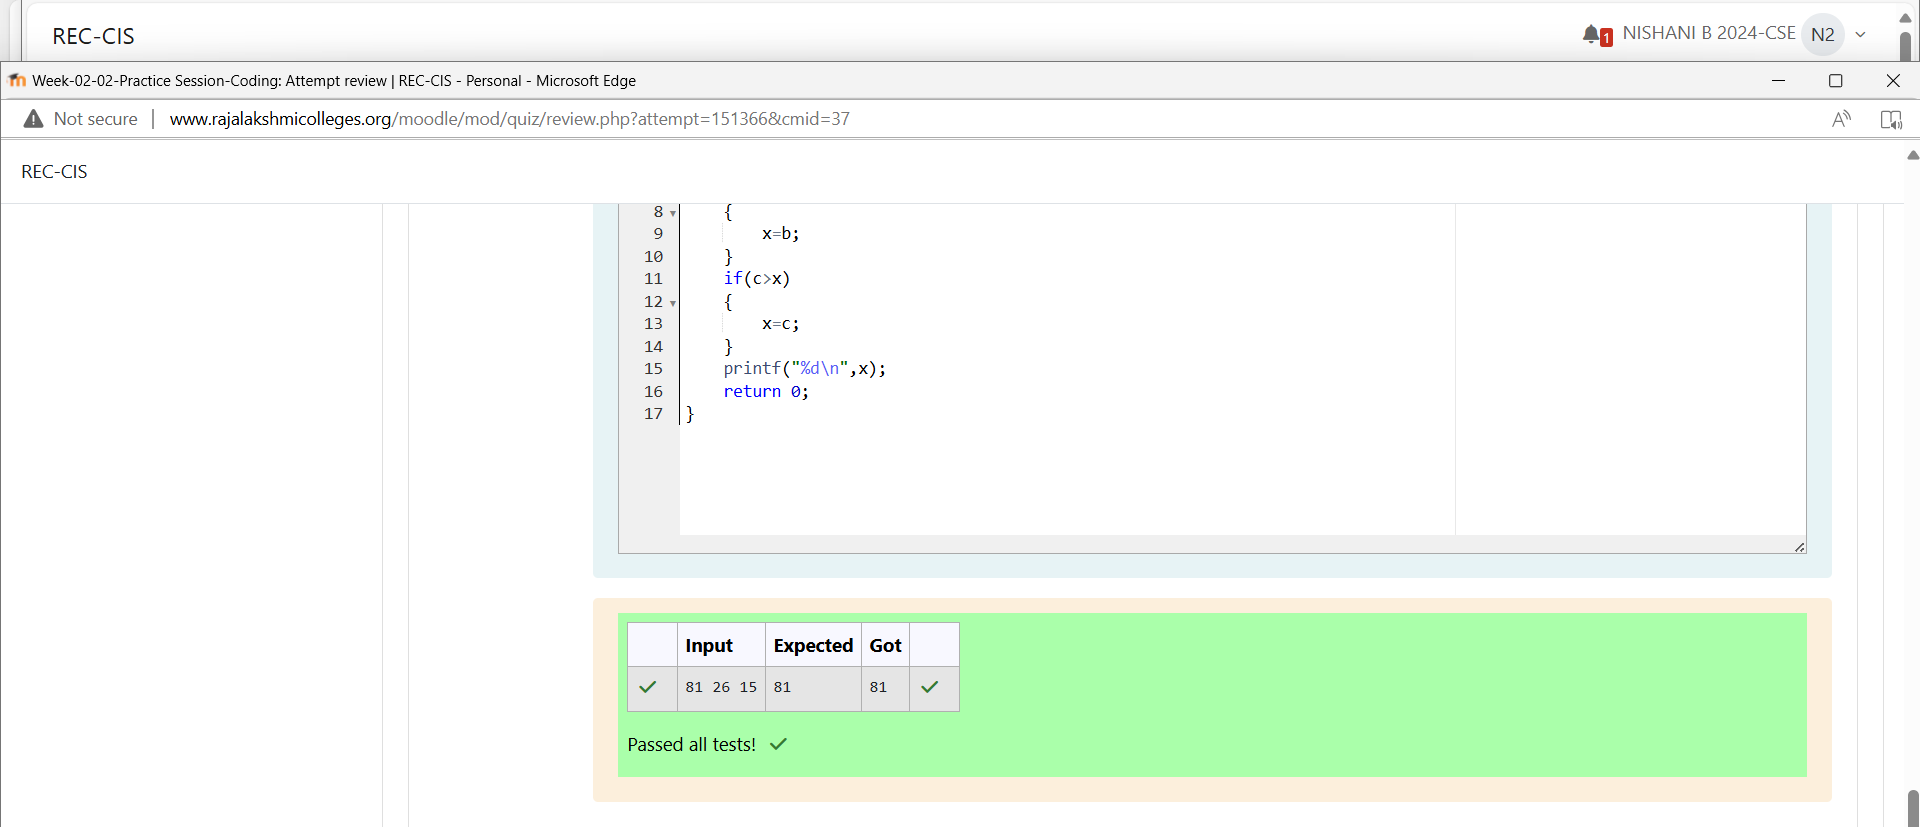 REC-CIS
1 NISHANI B 2024-CSE N2
Week-02-02-Practice Session-Coding: Attempt review | REC-CIS - Personal - Microsoft Edge
Not secure | www.rajalakshmicolleges.org/moodle/mod/quiz/review.php?attempt=151366&cmid=37
REC-CIS
8 {
9 x=b;
10 }
11 if(c>x)
12 {
13 x=c;
14 }
15 printf("%d\n",x);
16 return 0;
17 }
Input Expected Got
81 26 15 81 81
Passed all tests!